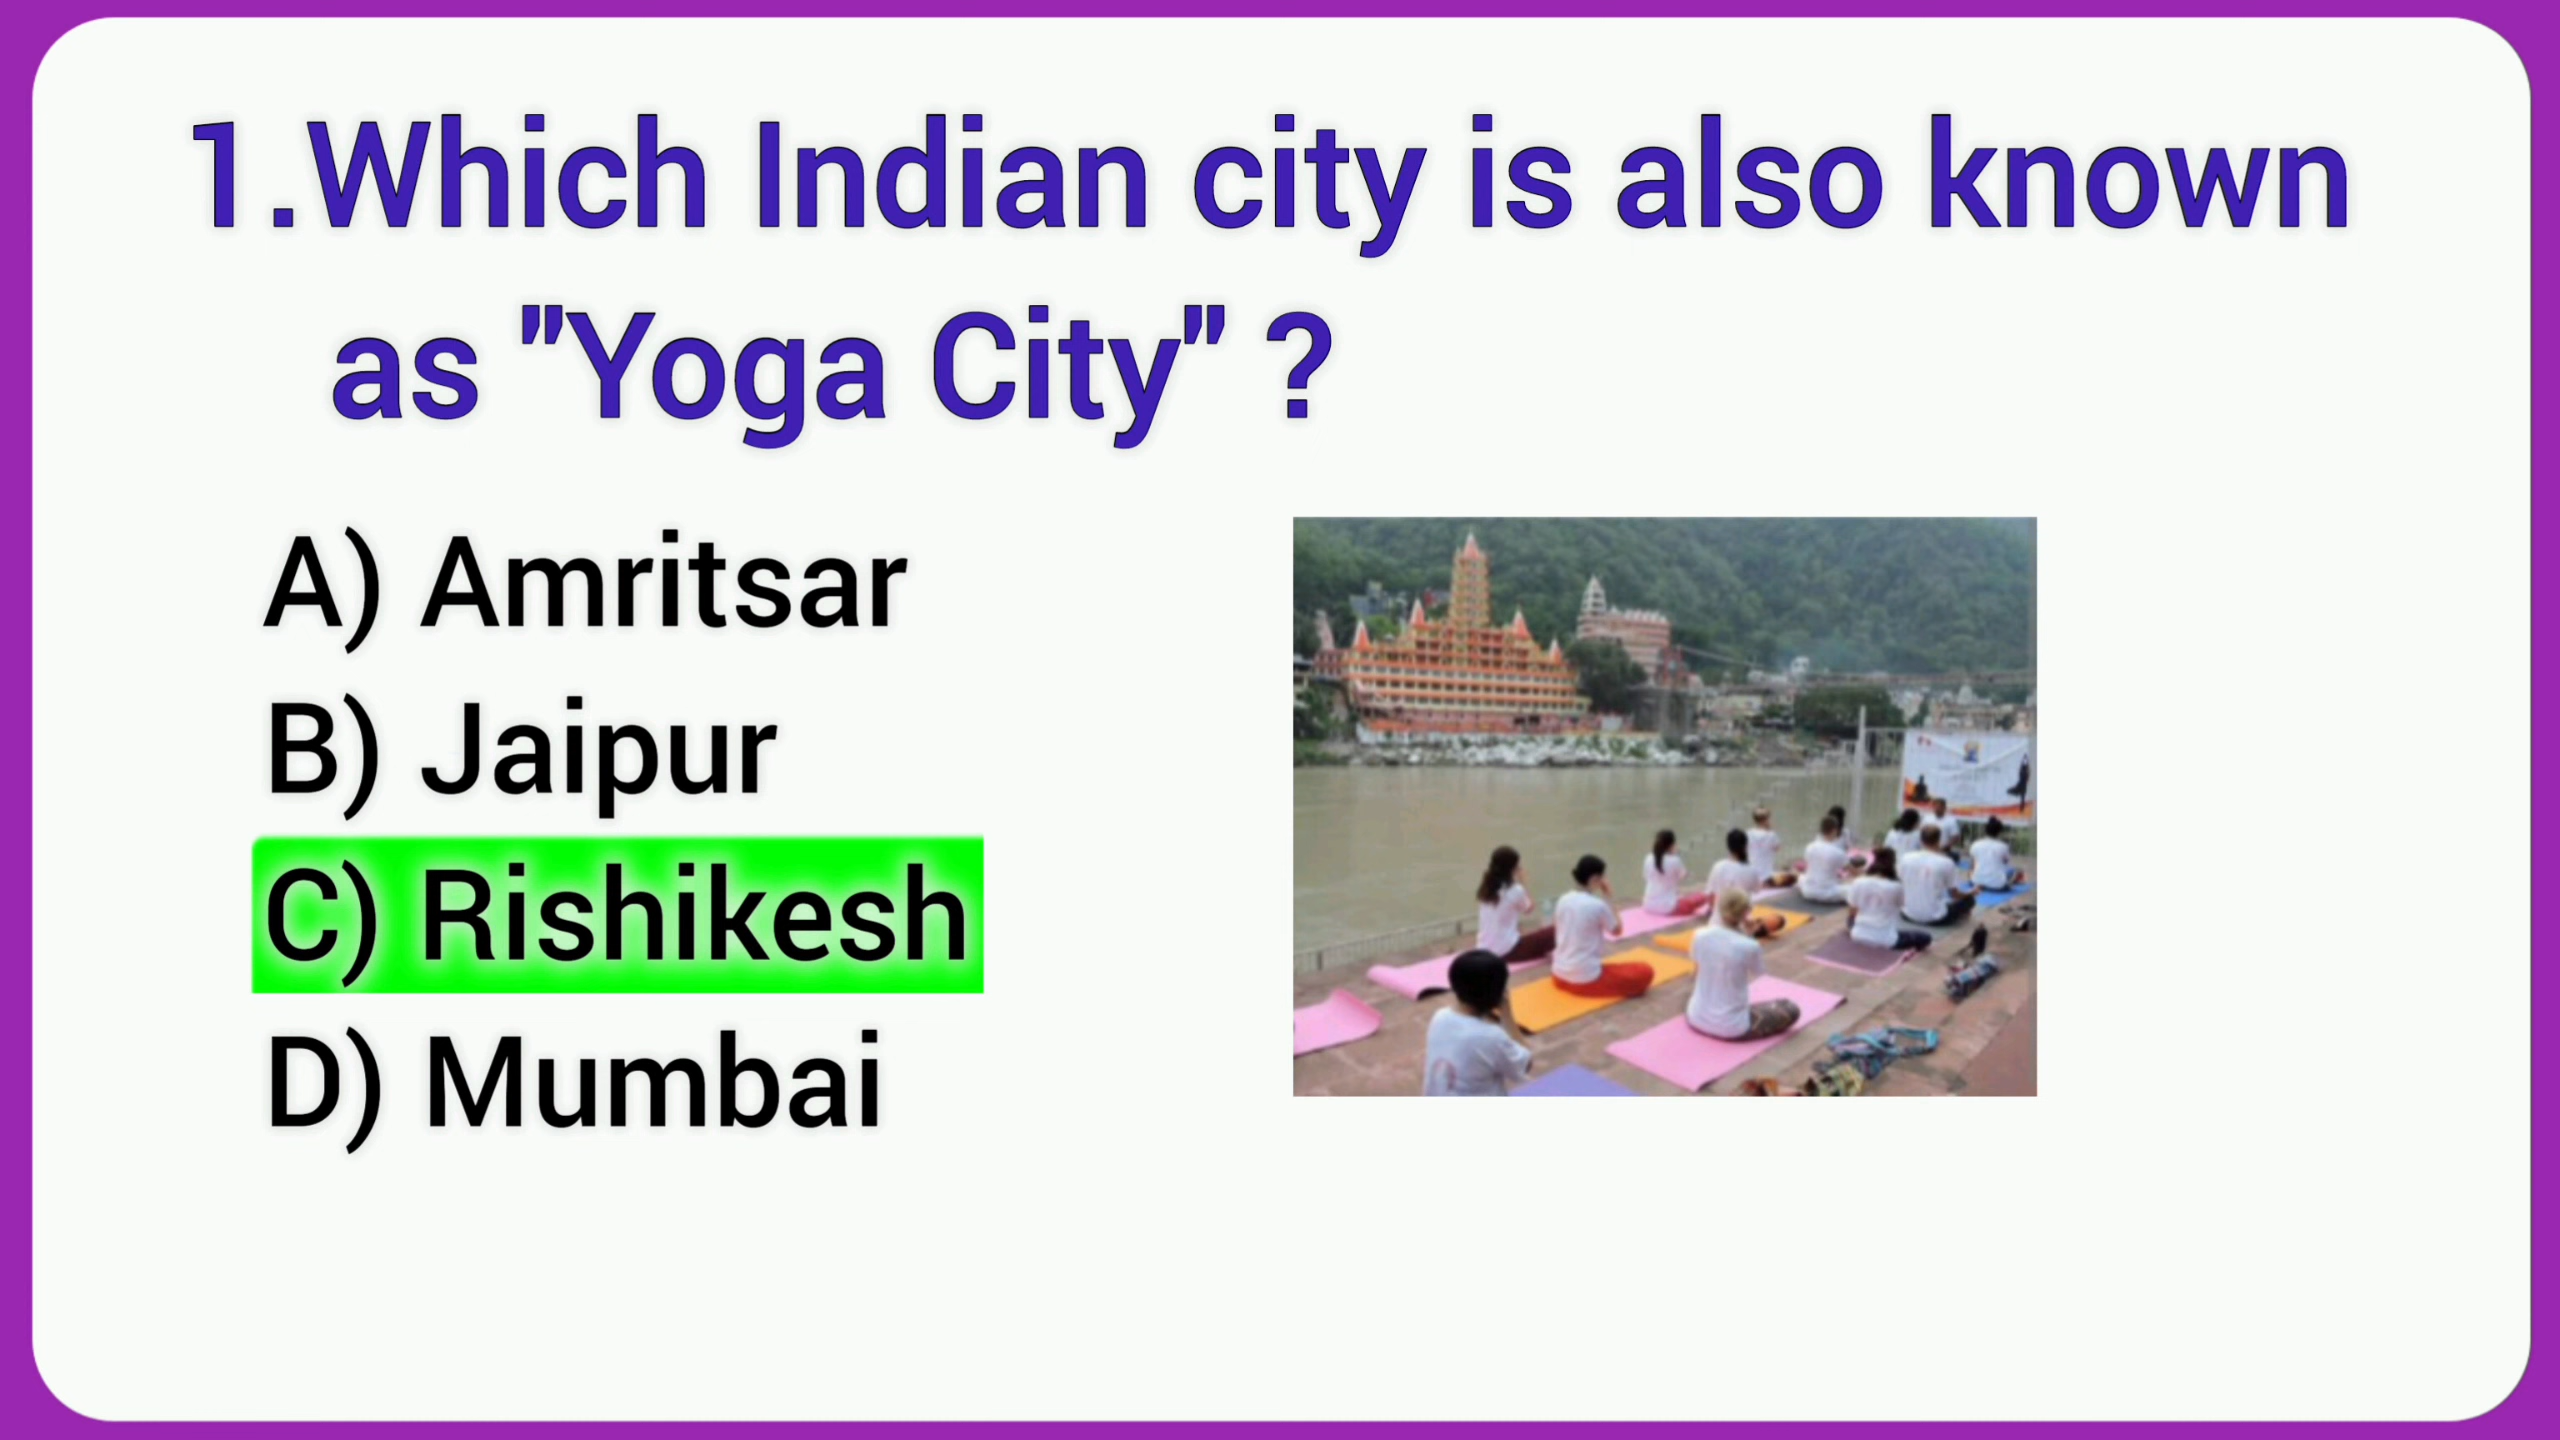 1.Which Indian city is also known
as "Yoga City" ?
A) Amritsar
B) Jaipur
C) Rishikesh
D) Mumbai